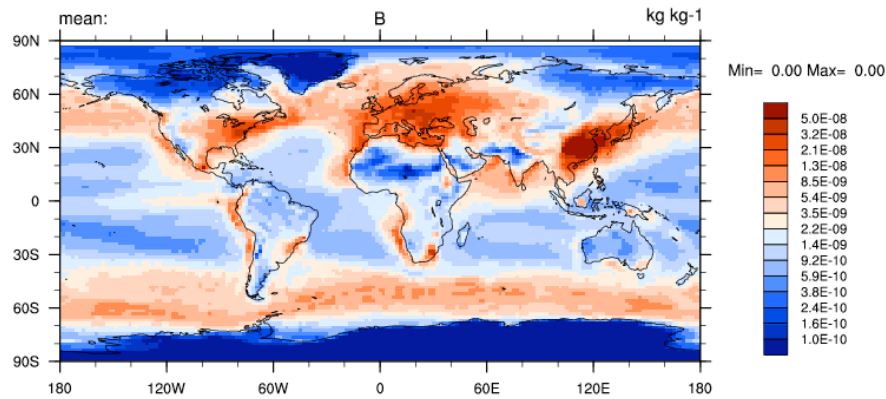 mean: B kg kg-1
90N
60N
30N
0
30S
60S
90S
180 120W 60W 0 60E 120E 180
Min= 0.00 Max= 0.00
5.0E-08
3.2E-08
2.1E-08
1.3E-08
8.5E-09
5.4E-09
3.5E-09
2.2E-09
1.4E-09
9.2E-10
5.9E-10
3.8E-10
2.4E-10
1.6E-10
1.0E-10